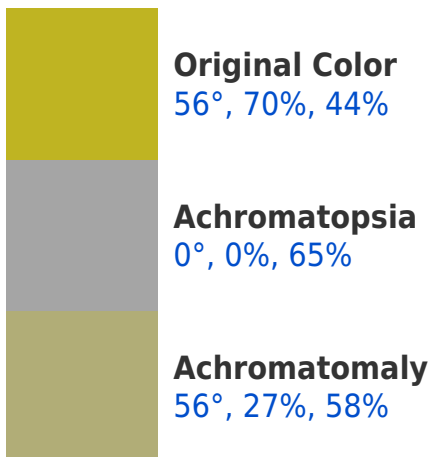 Original Color
56°, 70%, 44%
Achromatopsia
0°, 0%, 65%
Achromatomaly
56°, 27%, 58%